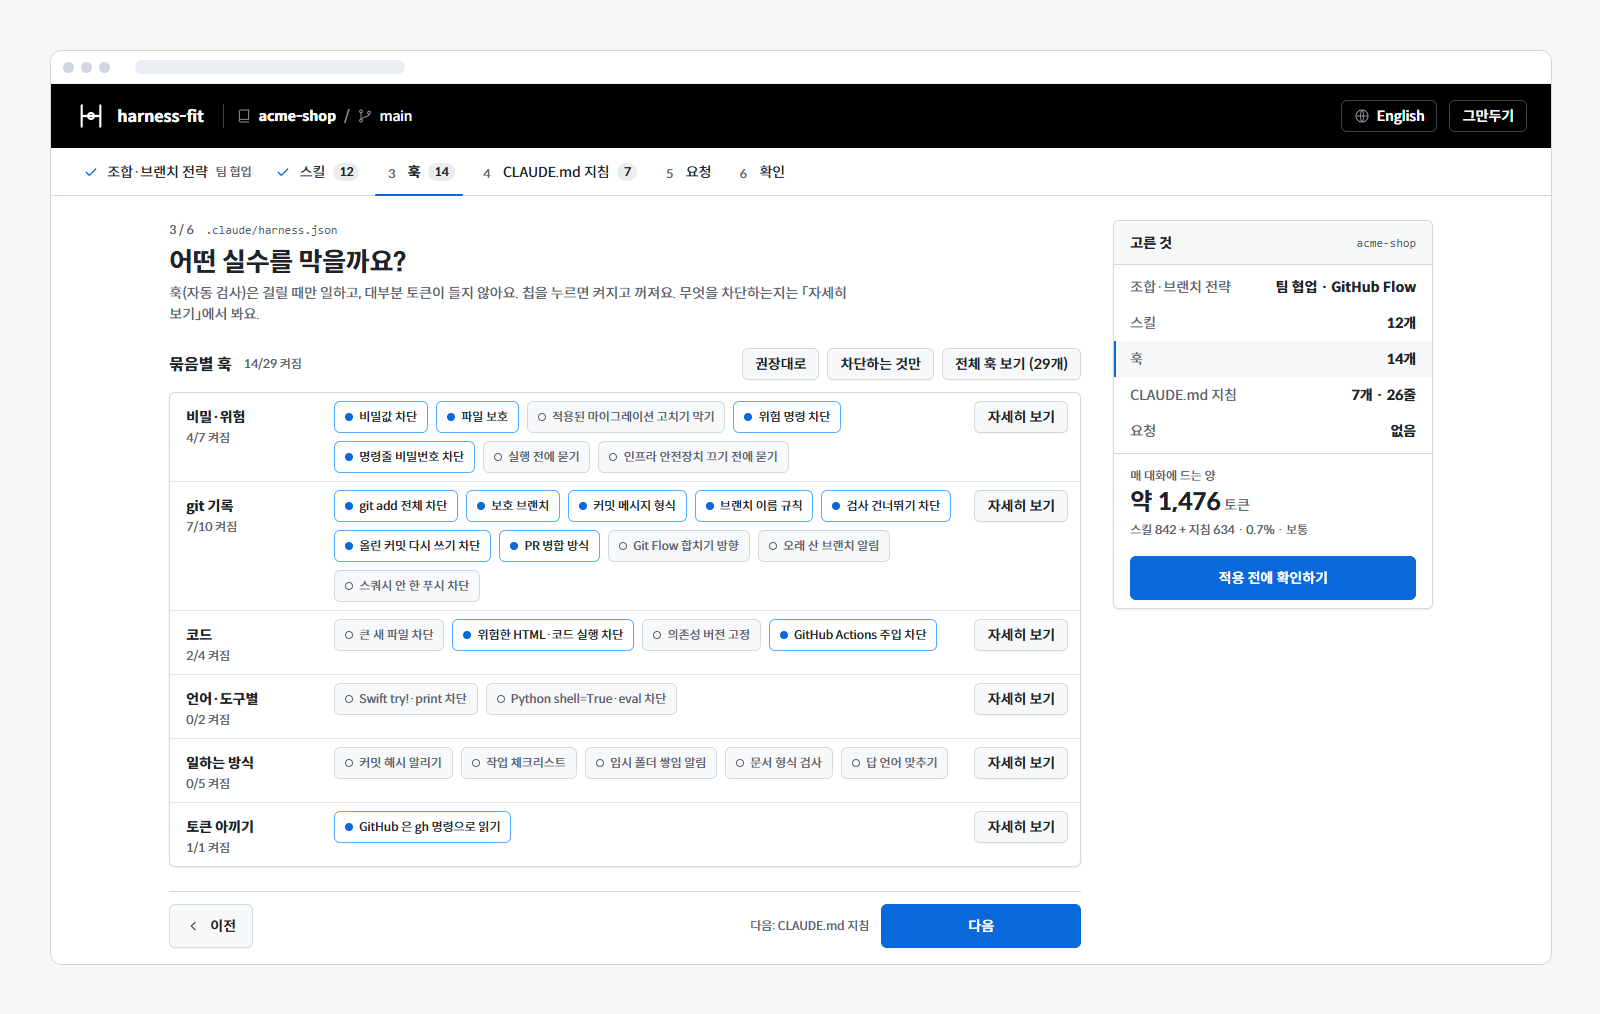 harness-fit
acme-shop / main
English
그만두기
조합·브랜치 전략 팀 협업
스킬 12
3 훅 14
4 CLAUDE.md 지침 7
5 요청
6 확인
3 / 6 .claude/harness.json
어떤 실수를 막을까요?
훅(자동 검사)은 걸릴 때만 일하고, 대부분 토큰이 들지 않아요. 칩을 누르면 켜지고 꺼져요. 무엇을 차단하는지는 「자세히
보기」에서 봐요.
묶음별 훅 14/29 켜짐
권장대로
차단하는 것만
전체 훅 보기 (29개)
비밀·위험
4/7 켜짐
비밀값 차단
파일 보호
적용된 마이그레이션 고치기 막기
위험 명령 차단
자세히 보기
명령줄 비밀번호 차단
실행 전에 묻기
인프라 안전장치 끄기 전에 묻기
git 기록
7/10 켜짐
git add 전체 차단
보호 브랜치
커밋 메시지 형식
브랜치 이름 규칙
검사 건너뛰기 차단
자세히 보기
올린 커밋 다시 쓰기 차단
PR 병합 방식
Git Flow 합치기 방향
오래 산 브랜치 알림
스쿼시 안 한 푸시 차단
코드
2/4 켜짐
큰 새 파일 차단
위험한 HTML·코드 실행 차단
의존성 버전 고정
GitHub Actions 주입 차단
자세히 보기
언어·도구별
0/2 켜짐
Swift try!·print 차단
Python shell=True·eval 차단
자세히 보기
일하는 방식
0/5 켜짐
커밋 해시 알리기
작업 체크리스트
임시 폴더 쌓임 알림
문서 형식 검사
답 언어 맞추기
자세히 보기
토큰 아끼기
1/1 켜짐
GitHub 은 gh 명령으로 읽기
자세히 보기
이전
다음: CLAUDE.md 지침
다음
고른 것 acme-shop
조합·브랜치 전략 팀 협업 · GitHub Flow
스킬 12개
훅 14개
CLAUDE.md 지침 7개 · 26줄
요청 없음
매 대화에 드는 양
약 1,476 토큰
스킬 842 + 지침 634 · 0.7% · 보통
적용 전에 확인하기